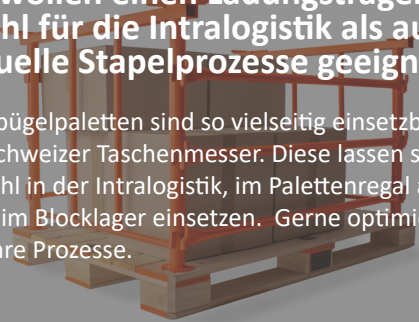 wollen einen Ladungsträger
hl für die Intralogistik als au
uelle Stapelprozesse geeign
bügelpaletten sind so vielseitig einsetzb
chweizer Taschenmesser. Diese lassen s
hl in der Intralogistik, im Palettenregal
im Blocklager einsetzen. Gerne optimi
re Prozesse.